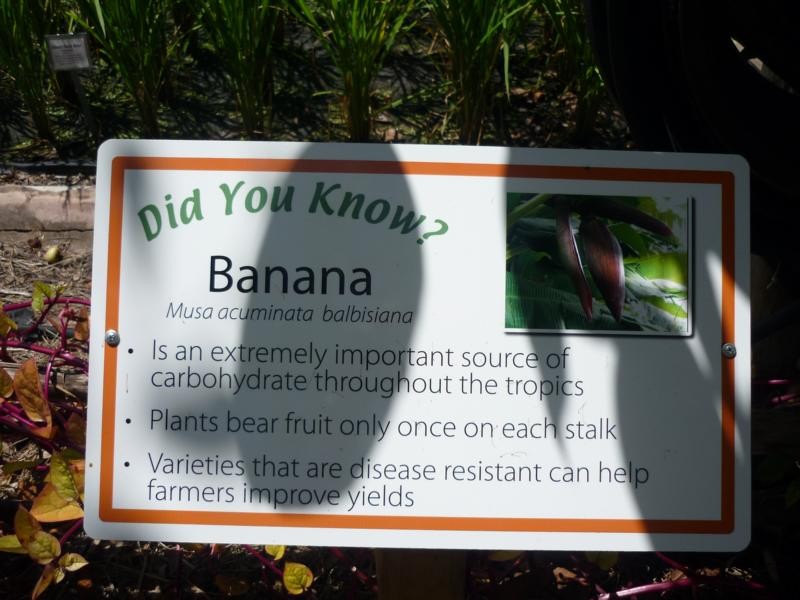 Did You Know?
Banana
Musa acuminata balbisiana
• Is an extremely important source of
carbohydrate throughout the tropics
• Plants bear fruit only once on each stalk
• Varieties that are disease resistant can help
farmers improve yields